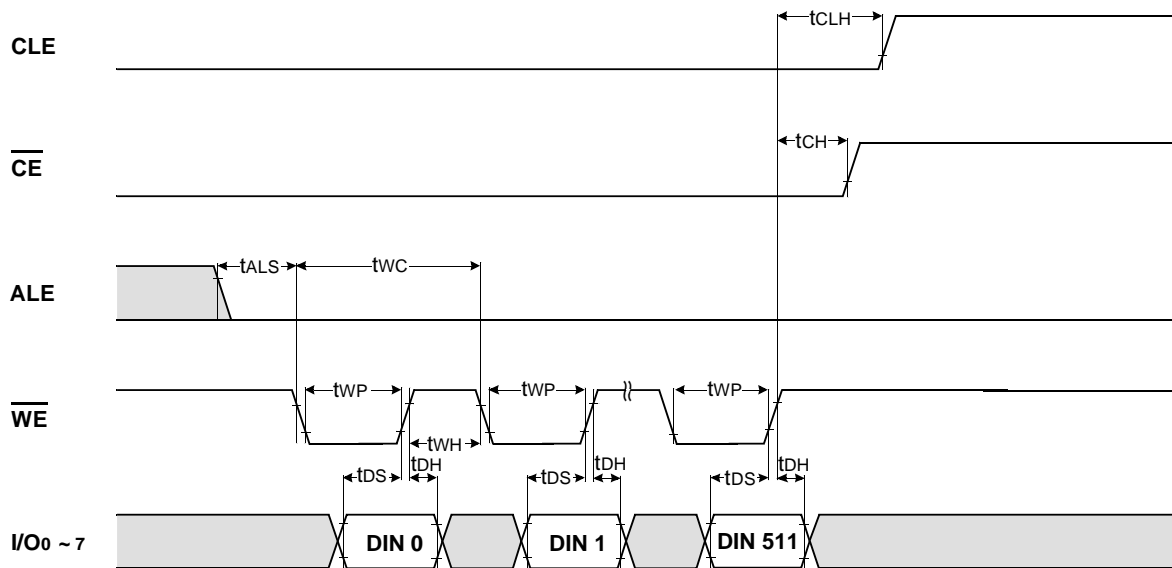 CLE
tCLH
CE
tCH
ALE
tALS
tWC
WE
tWP
tWP
tWP
tWH
tDS
tDH
tDS
tDH
tDS
tDH
I/O0 ~ 7
DIN 0
DIN 1
DIN 511